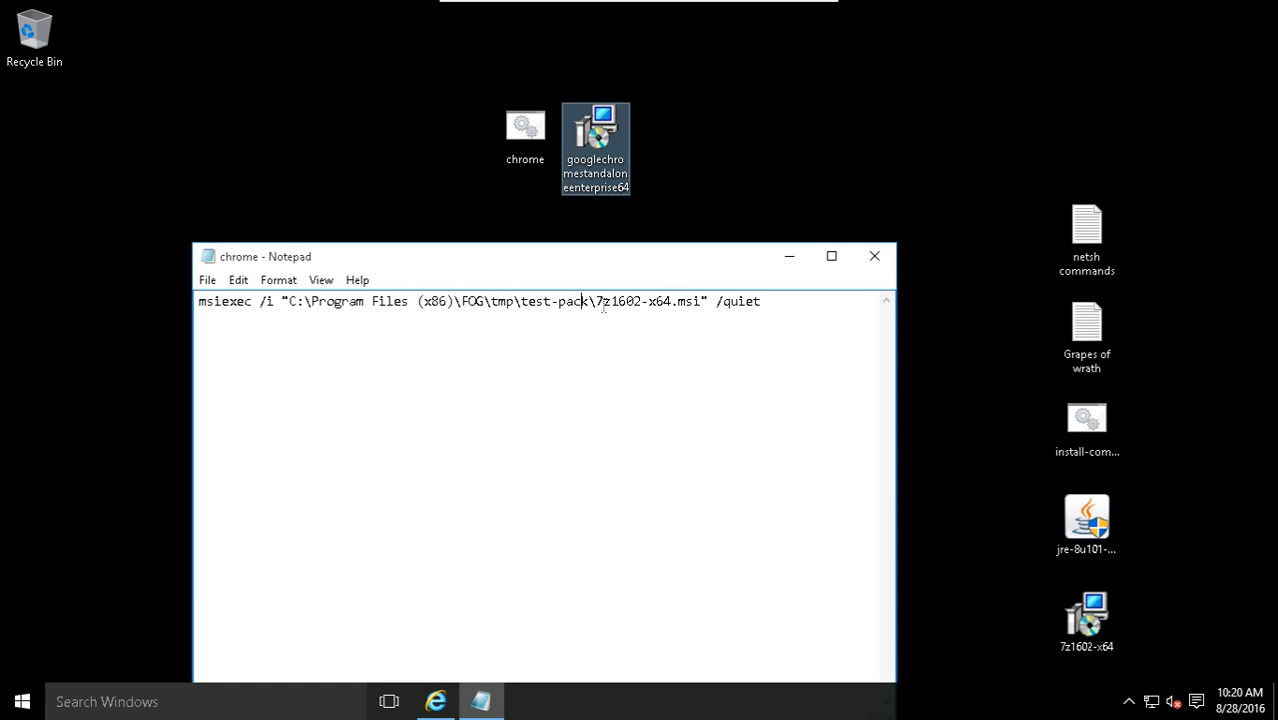 Recycle Bin
chrome
googlechro
mestandalon
eenterprise64
netsh
commands
Grapes of
wrath
install-com...
jre-8u101-...
7z1602-x64
chrome - Notepad
File Edit Format View Help
msiexec /i "C:\Program Files (x86)\FOG\tmp\test-pack\7z1602-x64.msi" /quiet
Search Windows
10:20 AM
8/28/2016